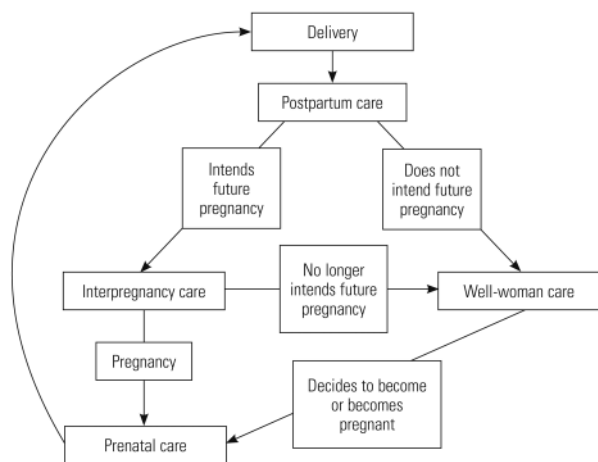 Delivery
Postpartum care
Intends
future
pregnancy
Does not
intend future
pregnancy
Interpregnancy care
No longer
intends future
pregnancy
Well-woman care
Pregnancy
Decides to become
or becomes
pregnant
Prenatal care